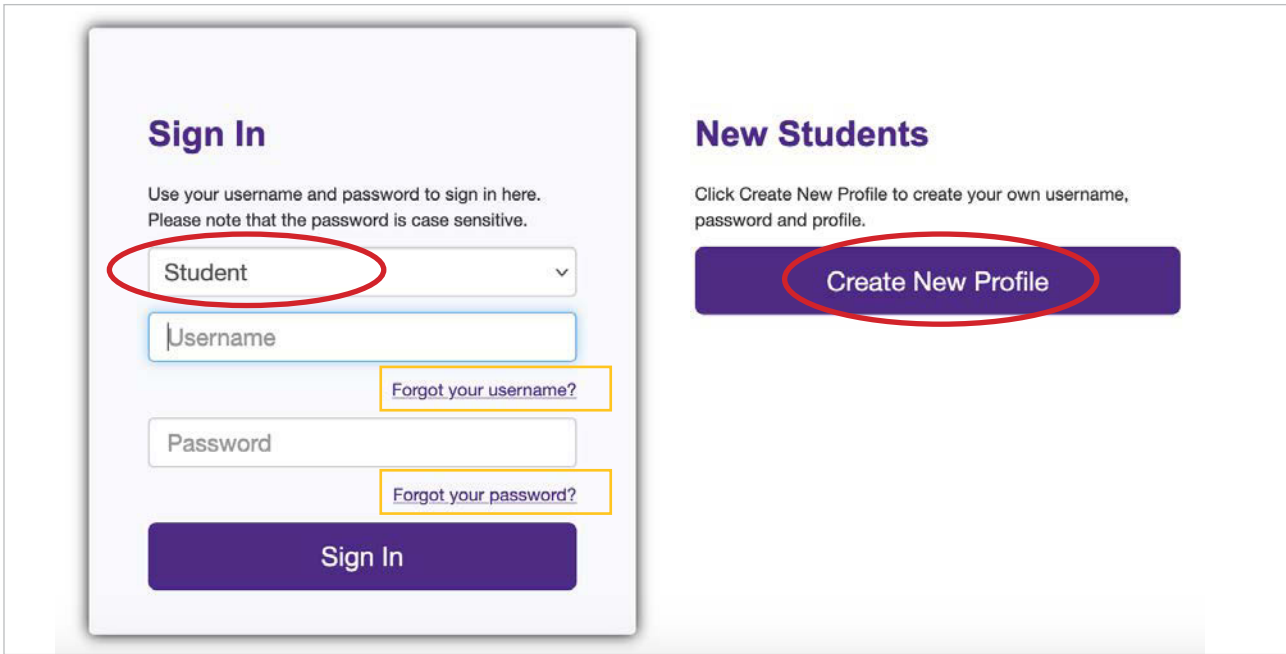 Sign In
Use your username and password to sign in here.
Please note that the password is case sensitive.
Student
Username
Forgot your username?
Password
Forgot your password?
Sign In
New Students
Click Create New Profile to create your own username,
password and profile.
Create New Profile